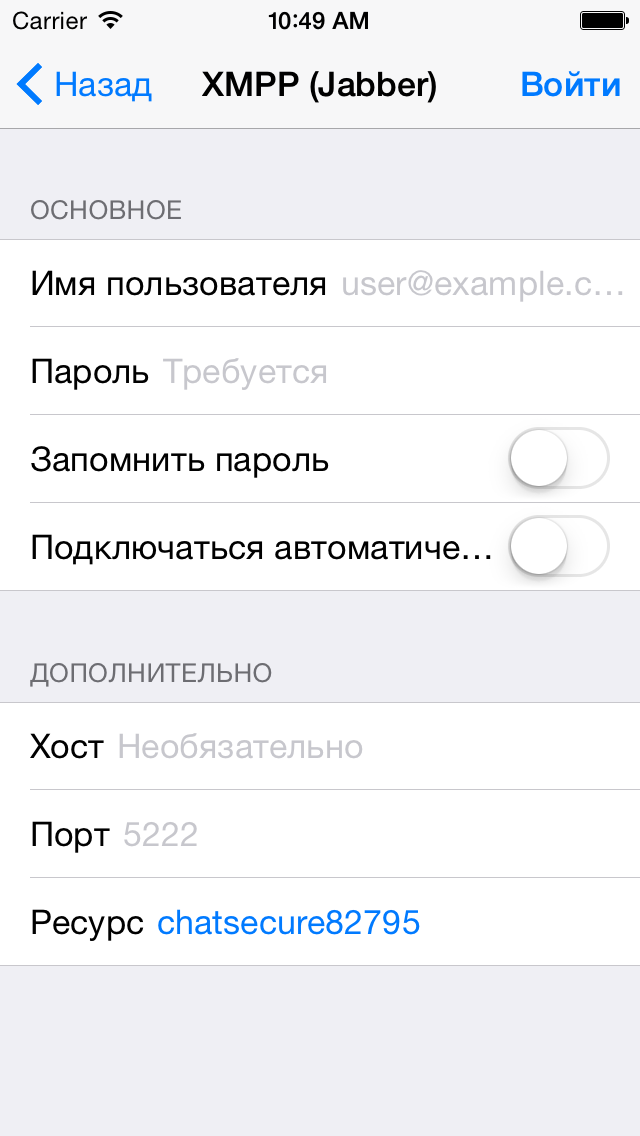 Carrier 10:49 AM
Назад XMPP (Jabber) Войти
ОСНОВНОЕ
Имя пользователя user@example.c…
Пароль Требуется
Запомнить пароль
Подключаться автоматиче…
ДОПОЛНИТЕЛЬНО
Хост Необязательно
Порт 5222
Ресурс chatsecure82795